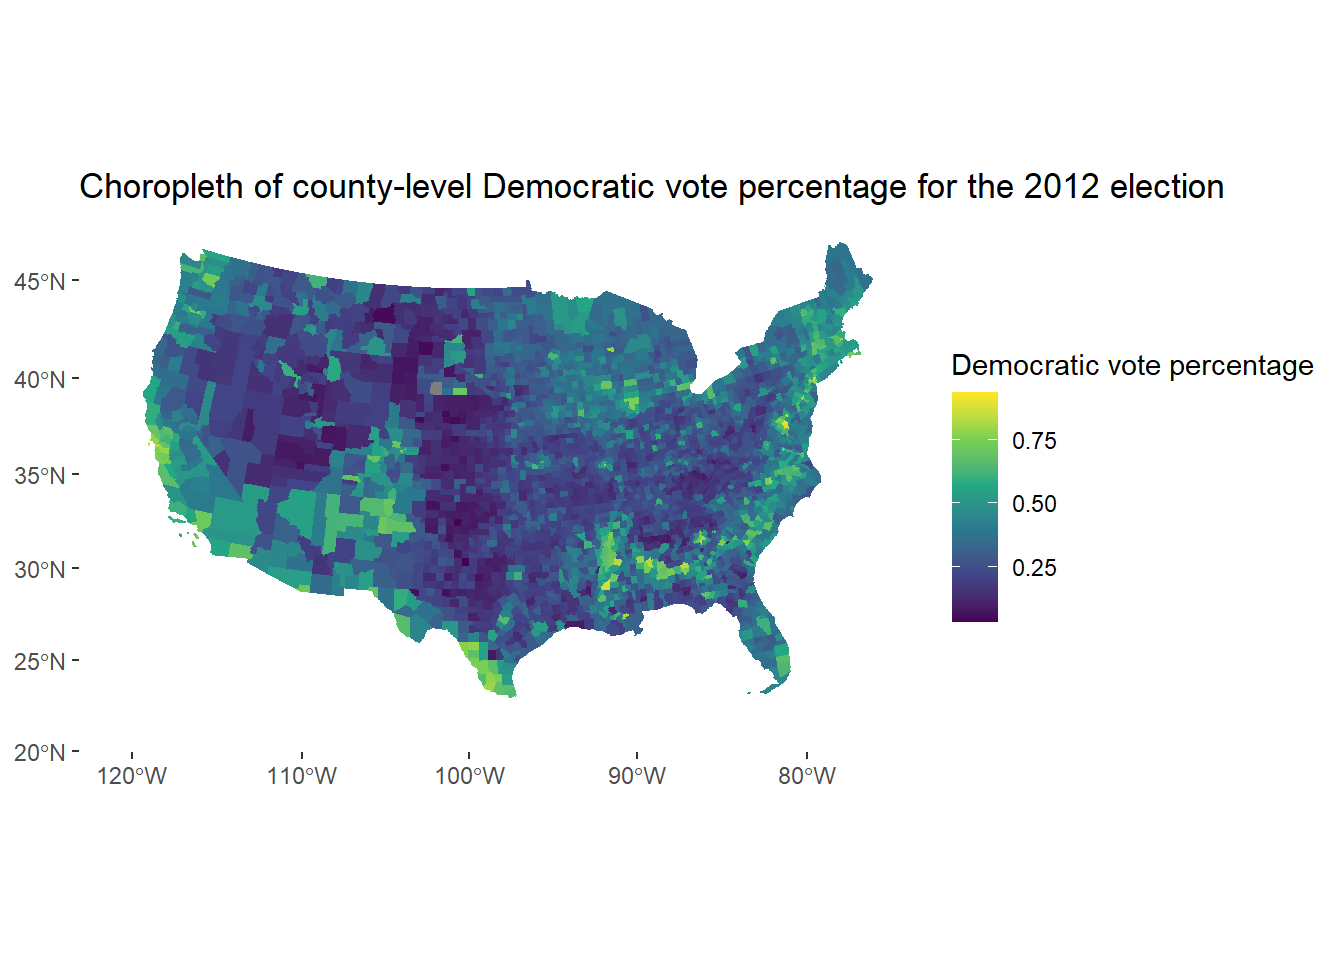 Choropleth of county-level Democratic vote percentage for the 2012 election
45°N
40°N
35°N
30°N
25°N
20°N
120°W 110°W 100°W 90°W 80°W
Democratic vote percentage
0.75
0.50
0.25